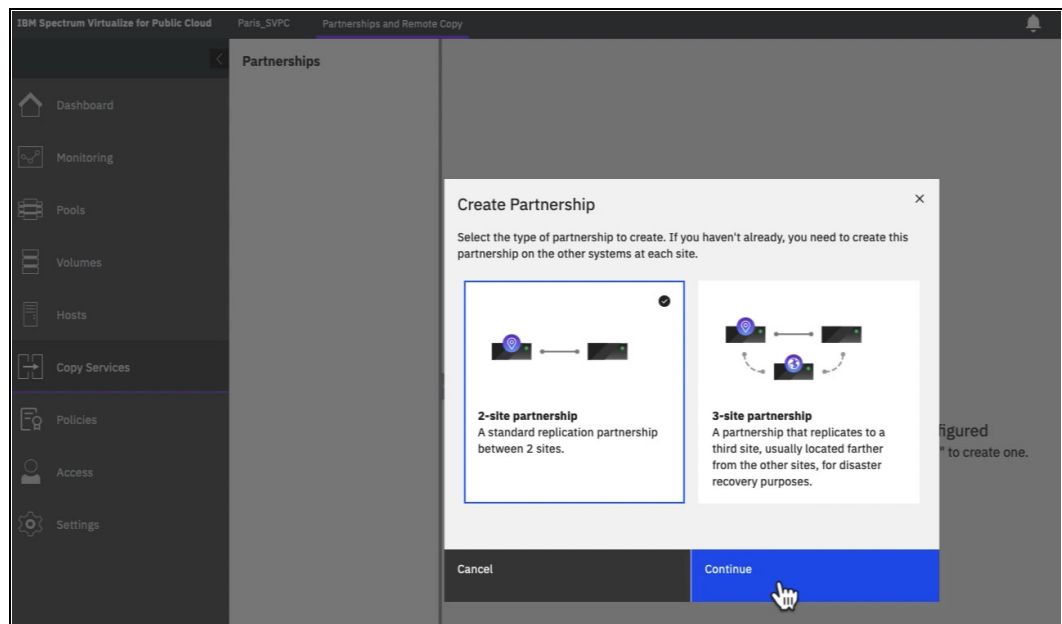 IBM Spectrum Virtualize for Public Cloud
Paris_SVPC
Partnerships and Remote Copy
Partnerships
Dashboard
Monitoring
Pools
Volumes
Hosts
Copy Services
Policies
Access
Settings
Create Partnership
Select the type of partnership to create. If you haven't already, you need to create this
partnership on the other systems at each site.
2-site partnership
A standard replication partnership
between 2 sites.
3-site partnership
A partnership that replicates to a
third site, usually located farther
from the other sites, for disaster
recovery purposes.
figured
" to create one.
Cancel
Continue